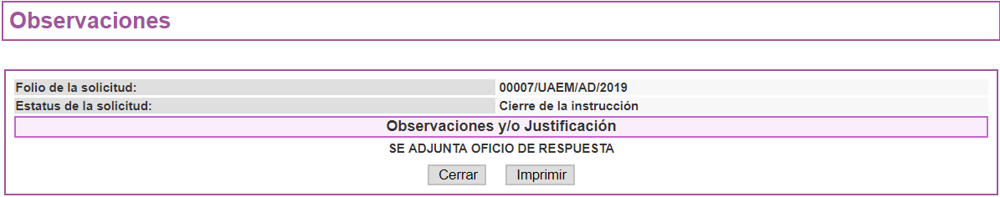 Observaciones
Folio de la solicitud: 00007/UAEM/AD/2019
Estatus de la solicitud: Cierre de la instrucción
Observaciones y/o Justificación
SE ADJUNTA OFICIO DE RESPUESTA
Cerrar Imprimir